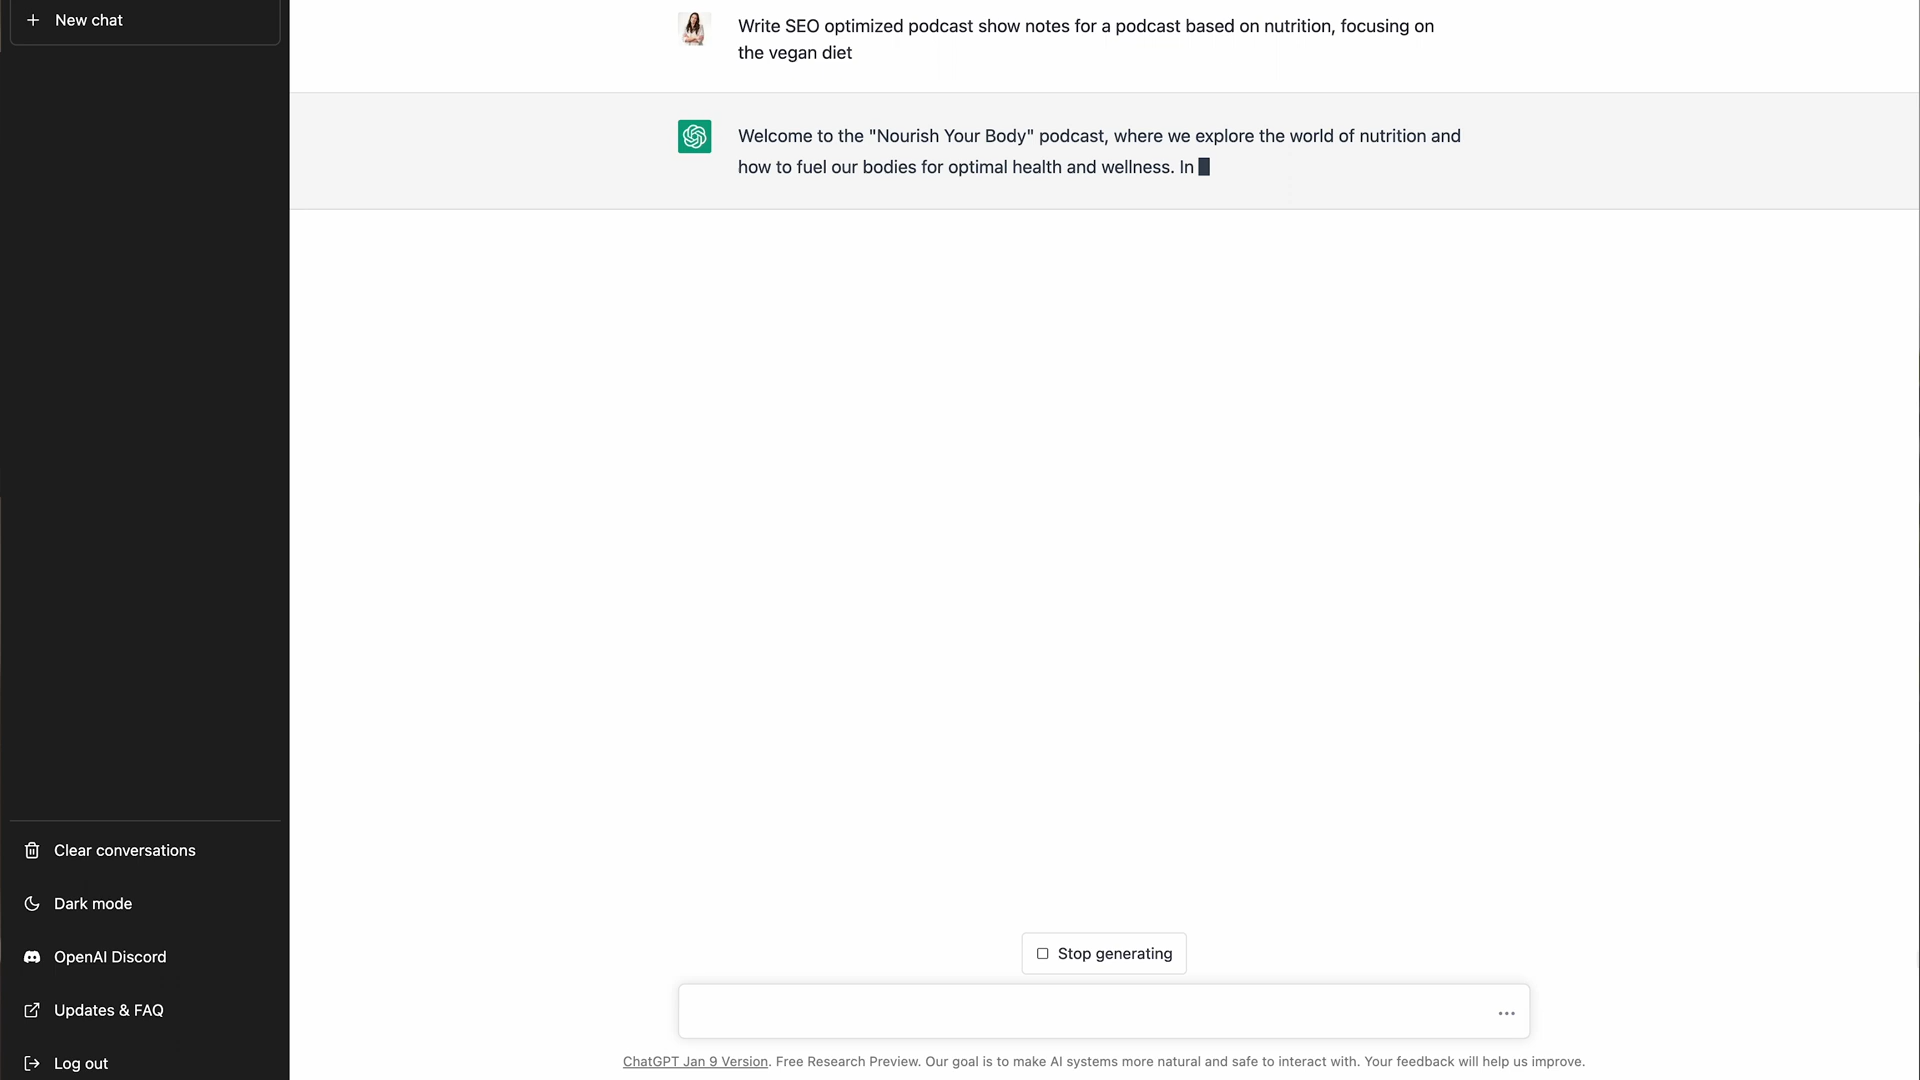 New chat
Write SEO optimized podcast show notes for a podcast based on nutrition, focusing on
the vegan diet
Welcome to the "Nourish Your Body" podcast, where we explore the world of nutrition and
how to fuel our bodies for optimal health and wellness. In
Clear conversations
Dark mode
OpenAI Discord
Updates & FAQ
Log out
Stop generating
ChatGPT Jan 9 Version. Free Research Preview. Our goal is to make AI systems more natural and safe to interact with. Your feedback will help us improve.